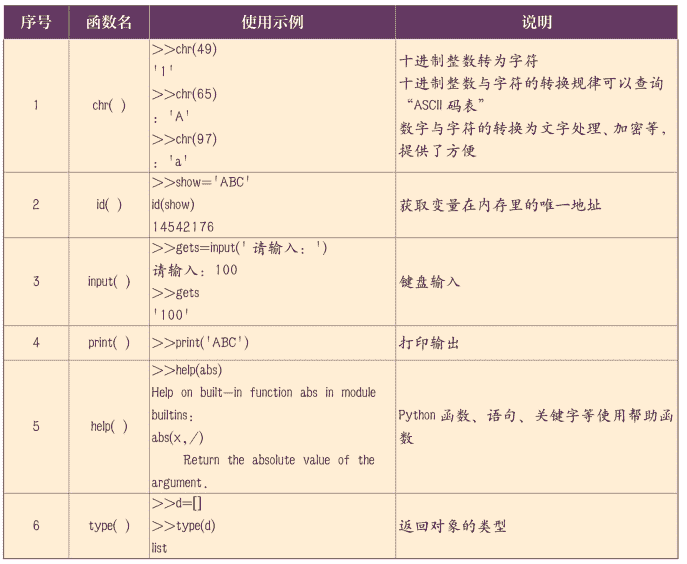 序号 函数名 使用示例 说明
1 chr( )
>>chr(49)
'1'
>>chr(65)
: 'A'
>>chr(97)
: 'a'
十进制整数转为字符
十进制整数与字符的转换规律可以查询
“ASCII 码表”
数字与字符的转换为文字处理、加密等,
提供了方便
2 id( )
>>show='ABC'
id(show)
14542176
获取变量在内存里的唯一地址
3 input( )
>>gets=input(' 请输入: ')
请输入: 100
>>gets
'100'
键盘输入
4 print( )
>>print('ABC')
打印输出
5 help( )
>>help(abs)
Help on built-in function abs in module
builtins:
abs(x,/)
Return the absolute value of the
argument.
Python 函数、语句、关键字等使用帮助函
数
6 type( )
>>d=[]
>>type(d)
list
返回对象的类型